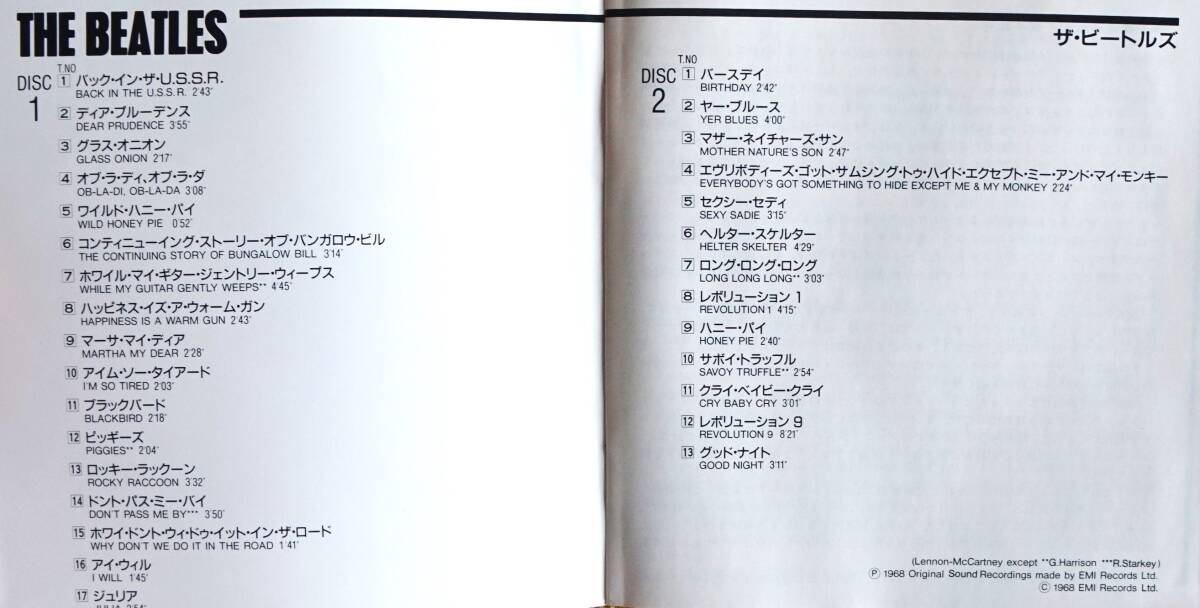 THE BEATLES
T.NO
DISC 1
1 バック・イン・ザ・U.S.S.R.
BACK IN THE U.S.S.R. 2'43"
2 ディア・プルーデンス
DEAR PRUDENCE 3'55"
3 グラス・オニオン
GLASS ONION 2'17"
4 オブ・ラ・ディ、オブ・ラ・ダ
OB-LA-DI, OB-LA-DA 3'08"
5 ワイルド・ハニー・パイ
WILD HONEY PIE 0'52"
6 コンティニューイング・ストーリー・オブ・バンガロウ・ビル
THE CONTINUING STORY OF BUNGALOW BILL 3'14"
7 ホワイル・マイ・ギター・ジェントリー・ウィープス
WHILE MY GUITAR GENTLY WEEPS** 4'45"
8 ハッピネス・イズ・ア・ウォーム・ガン
HAPPINESS IS A WARM GUN 2'43"
9 マーサ・マイ・ディア
MARTHA MY DEAR 2'28"
10 アイム・ソー・タイアード
I'M SO TIRED 2'03"
11 ブラックバード
BLACKBIRD 2'18"
12 ピッギーズ
PIGGIES** 2'04"
13 ロッキー・ラックーン
ROCKY RACCOON 3'32"
14 ドント・パス・ミー・バイ
DON'T PASS ME BY*** 3'50"
15 ホワイ・ドント・ウィ・ドゥ・イット・イン・ザ・ロード
WHY DON'T WE DO IT IN THE ROAD 1'41"
16 アイ・ウィル
I WILL 1'45"
17 ジュリア
JULIA 2'54"
ザ・ビートルズ
T.NO
DISC 2
1 バースデイ
BIRTHDAY 2'42"
2 ヤー・ブルース
YER BLUES 4'00"
3 マザー・ネイチャーズ・サン
MOTHER NATURE'S SON 2'47"
4 エヴリボディーズ・ゴット・サムシング・トゥ・ハイド・エクセプト・ミー・アンド・マイ・モンキー
EVERYBODY'S GOT SOMETHING TO HIDE EXCEPT ME & MY MONKEY 2'24"
5 セクシー・セディ
SEXY SADIE 3'15"
6 ヘルター・スケルター
HELTER SKELTER 4'29"
7 ロング・ロング・ロング
LONG LONG LONG** 3'03"
8 レボリューション 1
REVOLUTION 1 4'15"
9 ハニー・パイ
HONEY PIE 2'40"
10 サボイ・トラッフル
SAVOY TRUFFLE** 2'54"
11 クライ・ベイビー・クライ
CRY BABY CRY 3'01"
12 レボリューション 9
REVOLUTION 9 8'21"
13 グッド・ナイト
GOOD NIGHT 3'11"
(Lennon-McCartney except **G.Harrison ***R.Starkey)
Ⓟ 1968 Original Sound Recordings made by EMI Records Ltd.
© 1968 EMI Records Ltd.